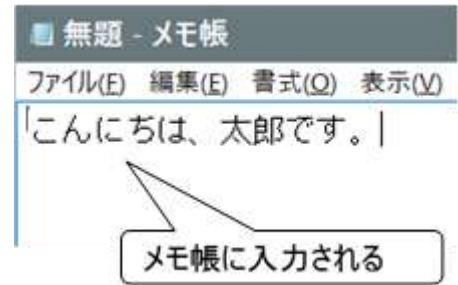 無題 - メモ帳
ファイル(F) 編集(E) 書式(O) 表示(V)
こんにちは、太郎です。
メモ帳に入力される